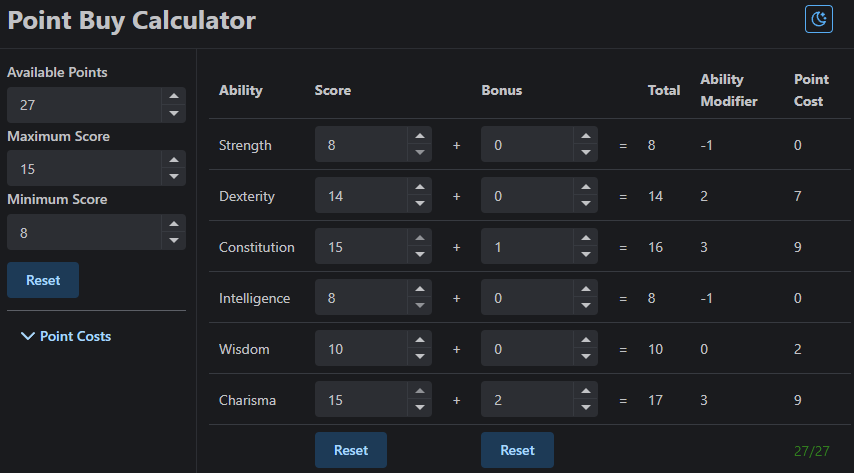 Point Buy Calculator
Available Points
27
Maximum Score
15
Minimum Score
8
Reset
Point Costs
Ability Score Bonus Total Ability Modifier Point Cost
Strength 8 + 0 = 8 -1 0
Dexterity 14 + 0 = 14 2 7
Constitution 15 + 1 = 16 3 9
Intelligence 8 + 0 = 8 -1 0
Wisdom 10 + 0 = 10 0 2
Charisma 15 + 2 = 17 3 9
Reset Reset 27/27